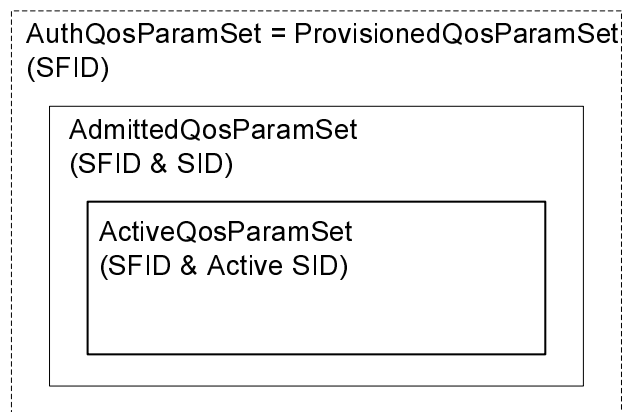 AuthQosParamSet = ProvisionedQosParamSet
(SFID)
AdmittedQosParamSet
(SFID & SID)
ActiveQosParamSet
(SFID & Active SID)